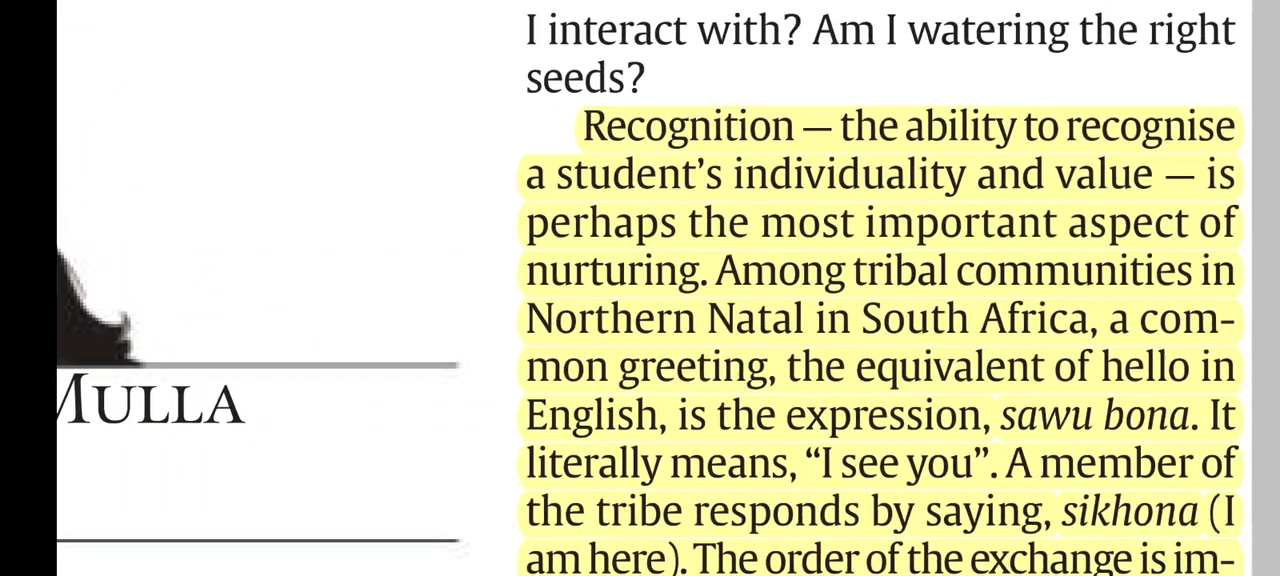 I interact with? Am I watering the right
seeds?
Recognition — the ability to recognise
a student’s individuality and value — is
perhaps the most important aspect of
nurturing. Among tribal communities in
Northern Natal in South Africa, a com-
mon greeting, the equivalent of hello in
English, is the expression, sawu bona. It
literally means, “I see you”. A member of
the tribe responds by saying, sikhona (I
am here). The order of the exchange is im-
MULLA